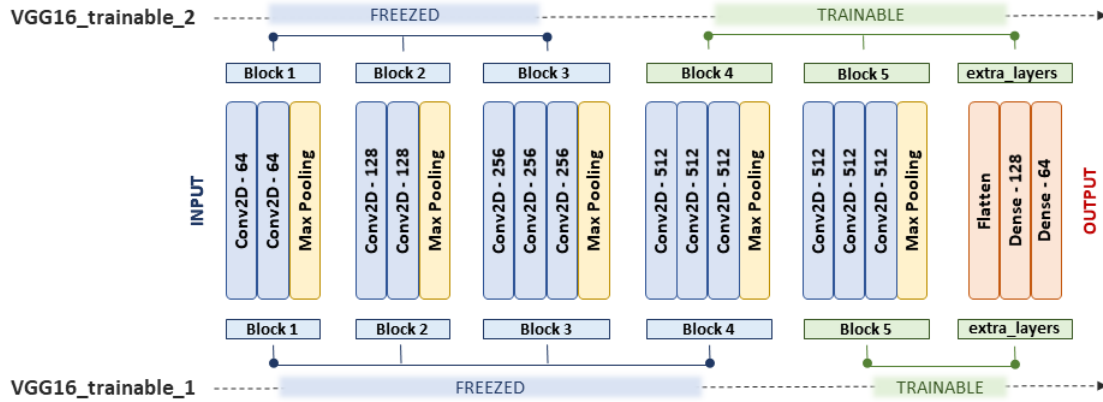 VGG16_trainable_2
FREEZED
TRAINABLE
Block 1
Block 2
Block 3
Block 4
Block 5
extra_layers
INPUT
Conv2D - 64
Conv2D - 64
Max Pooling
Conv2D - 128
Conv2D - 128
Max Pooling
Conv2D - 256
Conv2D - 256
Conv2D - 256
Max Pooling
Conv2D - 512
Conv2D - 512
Conv2D - 512
Max Pooling
Conv2D - 512
Conv2D - 512
Conv2D - 512
Max Pooling
Flatten
Dense - 128
Dense - 64
OUTPUT
Block 1
Block 2
Block 3
Block 4
Block 5
extra_layers
VGG16_trainable_1
FREEZED
TRAINABLE